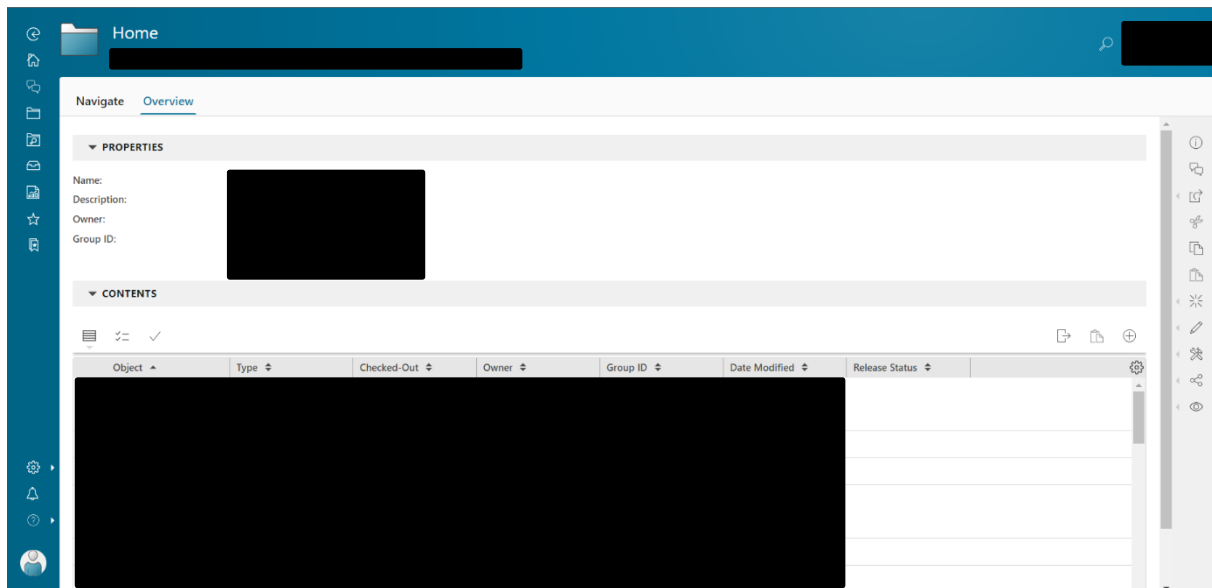 Home
Navigate Overview
PROPERTIES
Name:
Description:
Owner:
Group ID:
CONTENTS
Object Type Checked-Out Owner Group ID Date Modified Release Status